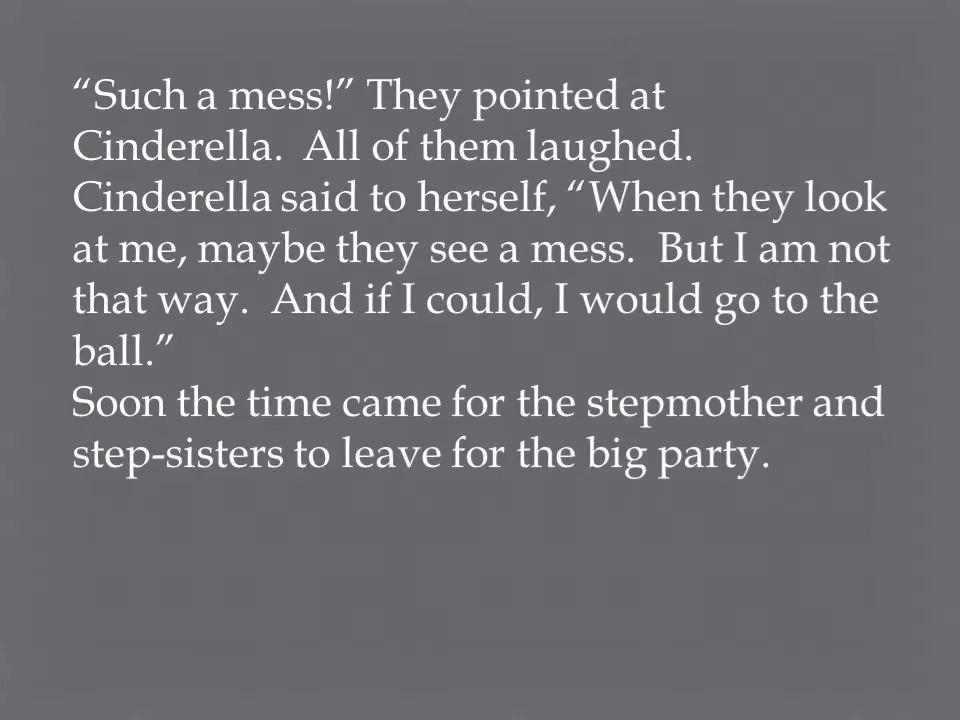 “Such a mess!” They pointed at
Cinderella.  All of them laughed.
Cinderella said to herself, “When they look
at me, maybe they see a mess.  But I am not
that way.  And if I could, I would go to the
ball.”
Soon the time came for the stepmother and
step-sisters to leave for the big party.